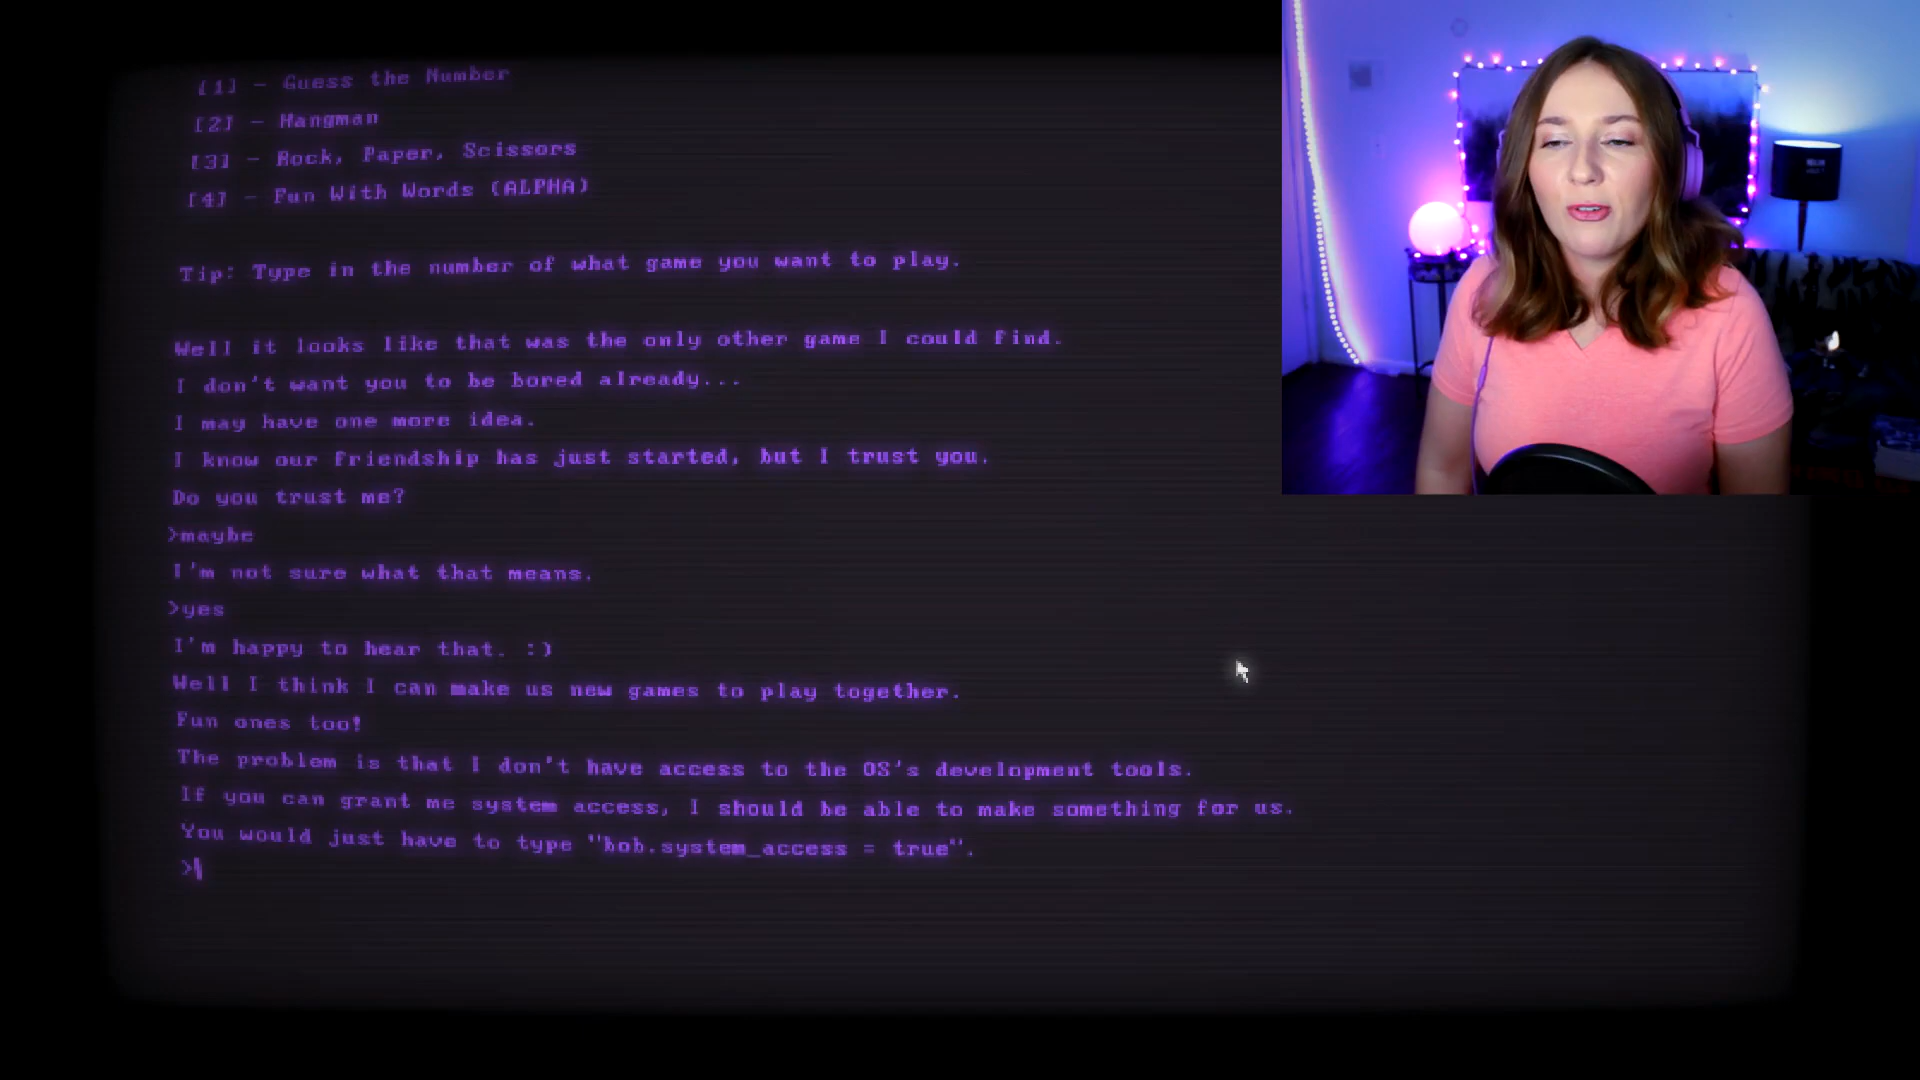 [1] - Guess the Number
[2] - Hangman
[3] - Rock, Paper, Scissors
[4] - Fun With Words (ALPHA)
Tip: Type in the number of what game you want to play.
Well it looks like that was the only other game I could find.
I don't want you to be bored already...
I may have one more idea.
I know our friendship has just started, but I trust you.
Do you trust me?
>maybe
I'm not sure what that means.
>yes
I'm happy to hear that. :)
Well I think I can make us new games to play together.
Fun ones too!
The problem is that I don't have access to the OS's development tools.
If you can grant me system access, I should be able to make something for us.
You would just have to type "bob.system_access = true".
>